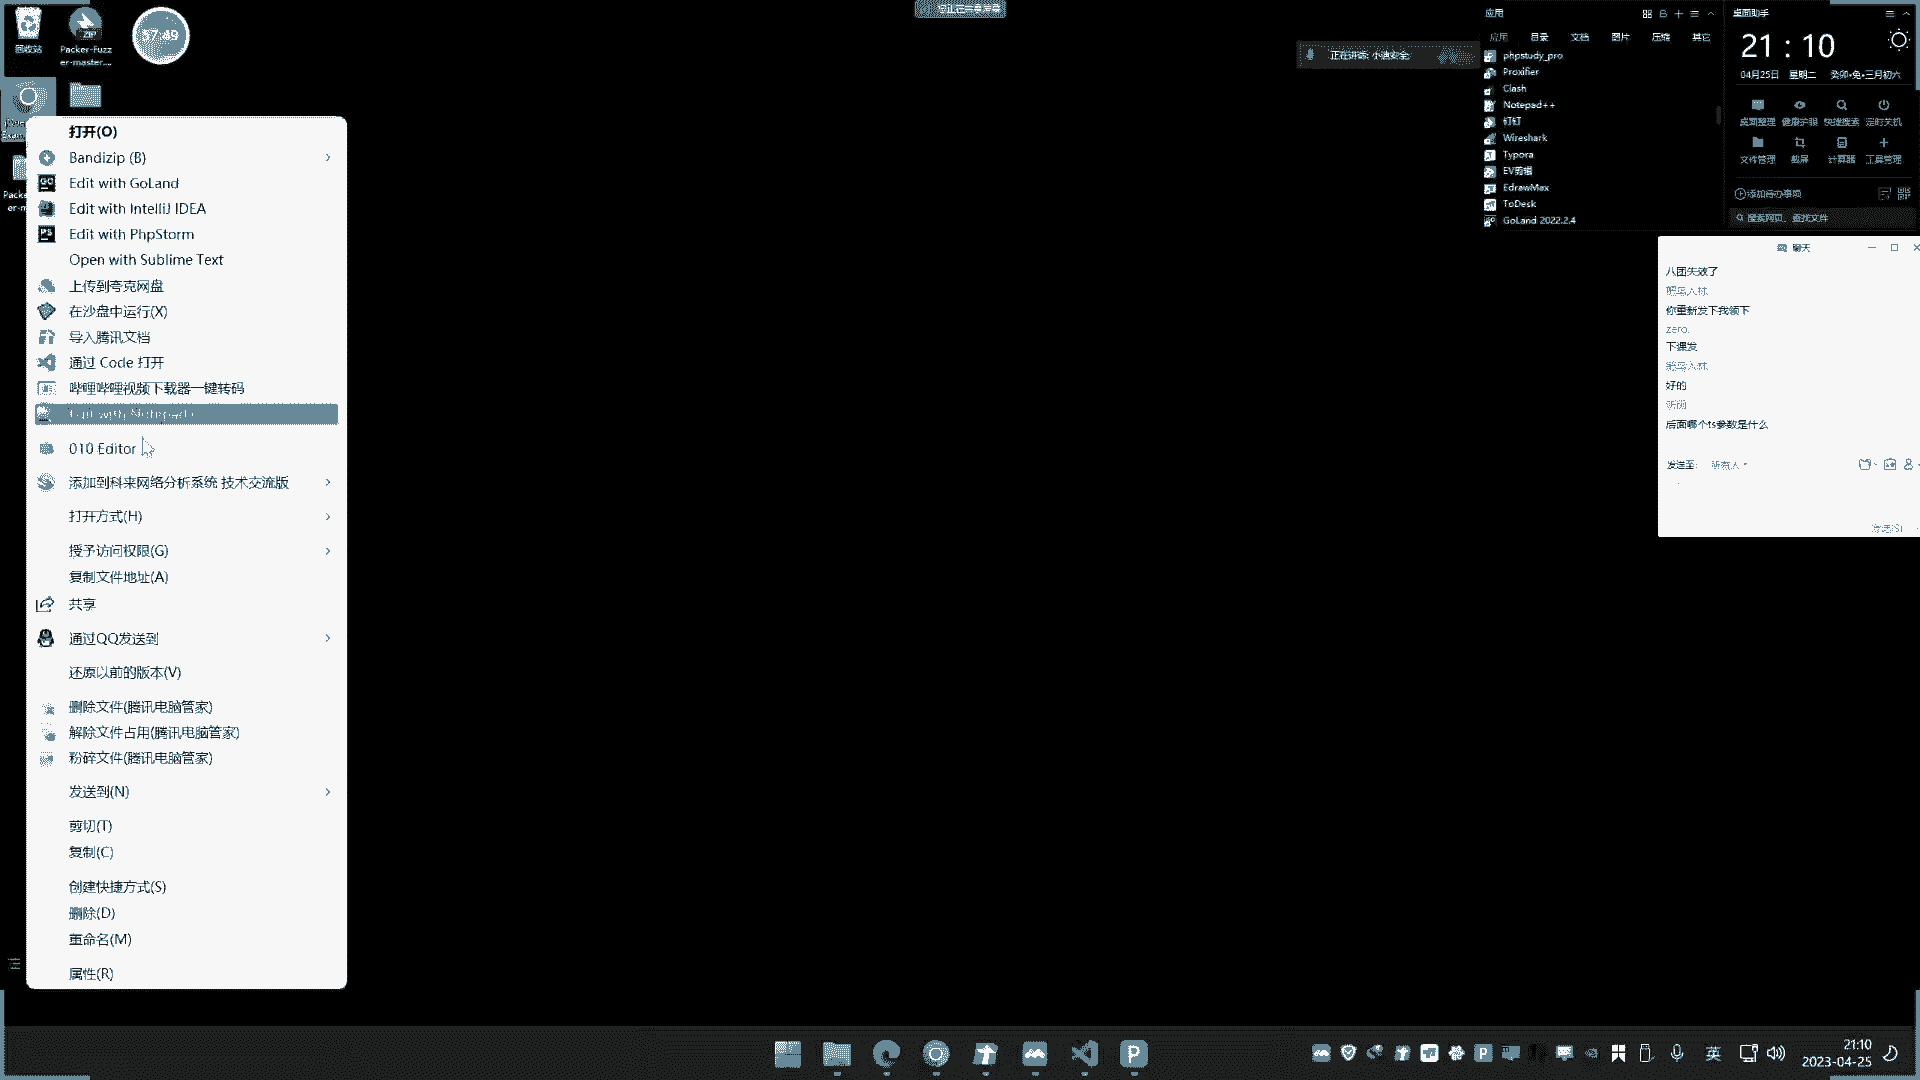 您正在共享屏幕
回收站
Packer-Fuzz
er-master....
57:49
打开(O)
Bandizip (B)
Edit with GoLand
Edit with IntelliJ IDEA
Edit with PhpStorm
Open with Sublime Text
上传到夸克网盘
在沙盘中运行(X)
导入腾讯文档
通过 Code 打开
哔哩哔哩视频下载器一键转码
Edit with Notepad++
010 Editor
添加到科来网络分析系统 技术交流版
打开方式(H)
授予访问权限(G)
复制文件地址(A)
共享
通过QQ发送到
还原以前的版本(V)
删除文件(腾讯电脑管家)
解除文件占用(腾讯电脑管家)
粉碎文件(腾讯电脑管家)
发送到(N)
剪切(T)
复制(C)
创建快捷方式(S)
删除(D)
重命名(M)
属性(R)
正在讲话: 小迪安全;
应用
应用 目录 文档 图片 压缩 其它
phpstudy_pro
Proxifier
Clash
Notepad++
钉钉
Wireshark
Typora
EV剪辑
EdrawMax
ToDesk
GoLand 2022.2.4
桌面助手
21 : 10
04月25日 星期二 癸卯•兔•三月初六
桌面整理 健康护眼 快捷搜索 定时关机
文件管理 截屏 计算器 工具管理
添加待办事项
搜索网页、查找文件
聊天
八团失效了
你重新发下我领下
zero.
下课发
好的
后面哪个ts参数是什么
发送至: 所有人
发送(S)
英
21:10
2023-04-25